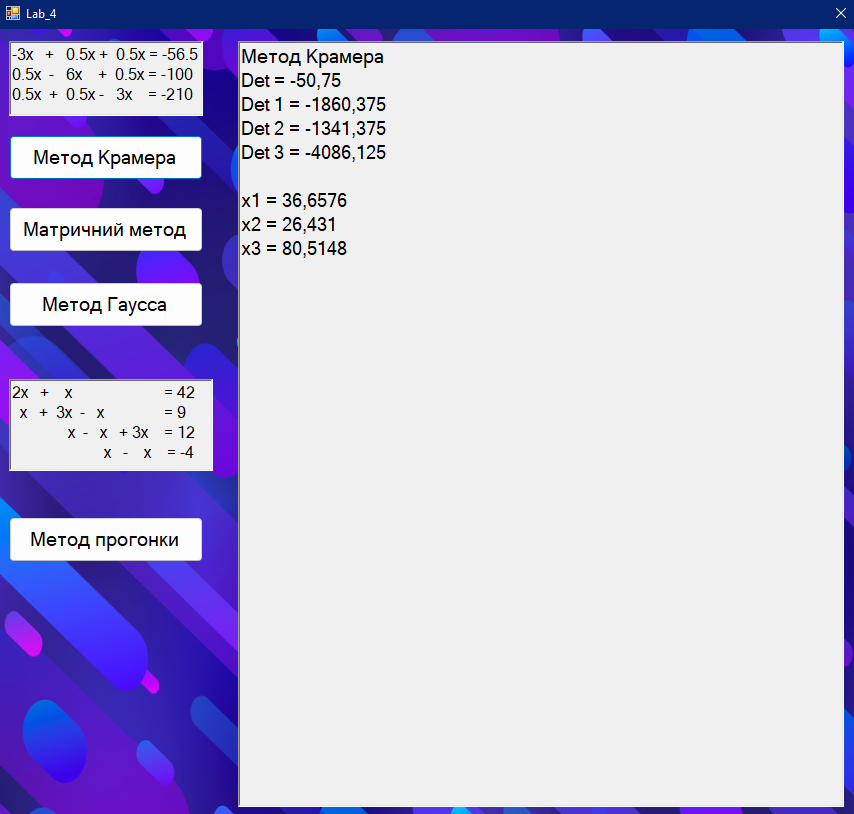 Lab_4
-3x + 0.5x + 0.5x = -56.5
0.5x - 6x + 0.5x = -100
0.5x + 0.5x - 3x = -210
Метод Крамера
Матричний метод
Метод Гаусса
2x + x = 42
x + 3x - x = 9
x - x + 3x = 12
x - x = -4
Метод прогонки
Метод Крамера
Det = -50,75
Det 1 = -1860,375
Det 2 = -1341,375
Det 3 = -4086,125
x1 = 36,6576
x2 = 26,431
x3 = 80,5148